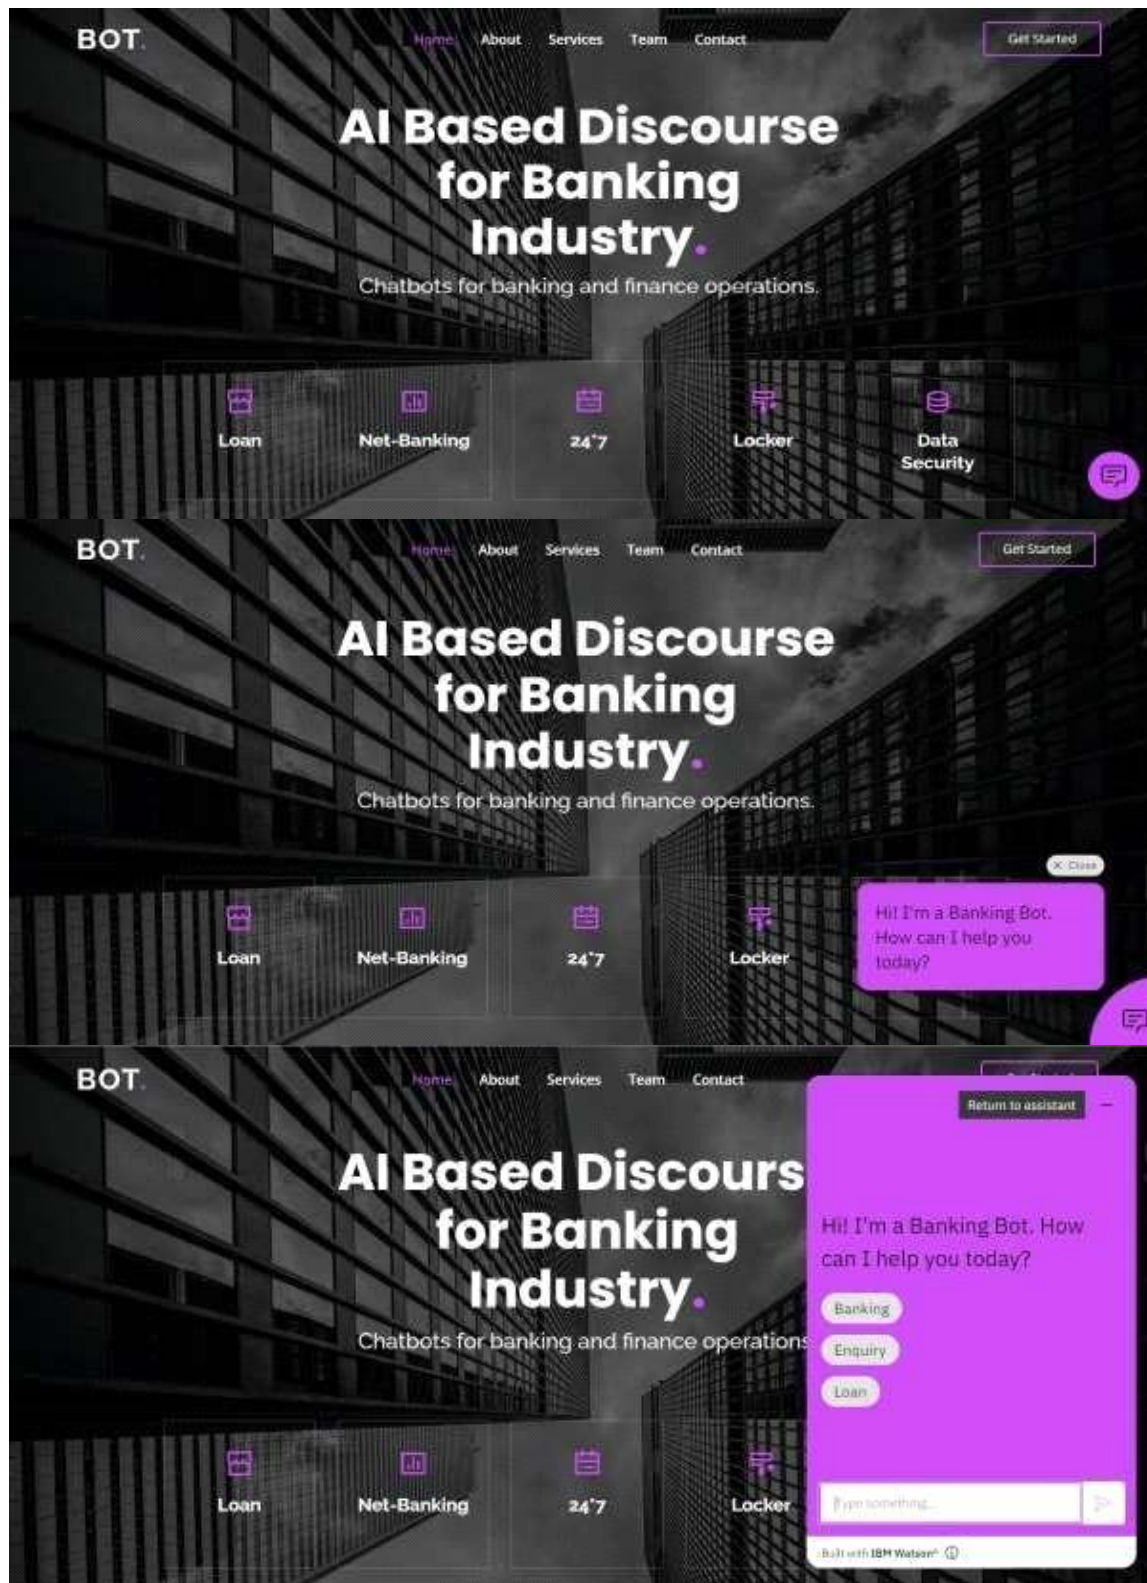 BOT.
Home About Services Team Contact
Get Started
AI Based Discourse
for Banking
Industry.
Chatbots for banking and finance operations.
Loan
Net-Banking
24*7
Locker
Data
Security
BOT.
Home About Services Team Contact
Get Started
AI Based Discourse
for Banking
Industry.
Chatbots for banking and finance operations.
× Close
Hi! I'm a Banking Bot.
How can I help you
today?
Loan
Net-Banking
24*7
Locker
BOT.
Home About Services Team Contact
Return to assistant
AI Based Discours
for Banking
Industry.
Chatbots for banking and finance operations
Hi! I'm a Banking Bot. How
can I help you today?
Banking
Enquiry
Loan
Loan
Net-Banking
24*7
Locker
Type something...
Built with IBM Watson®